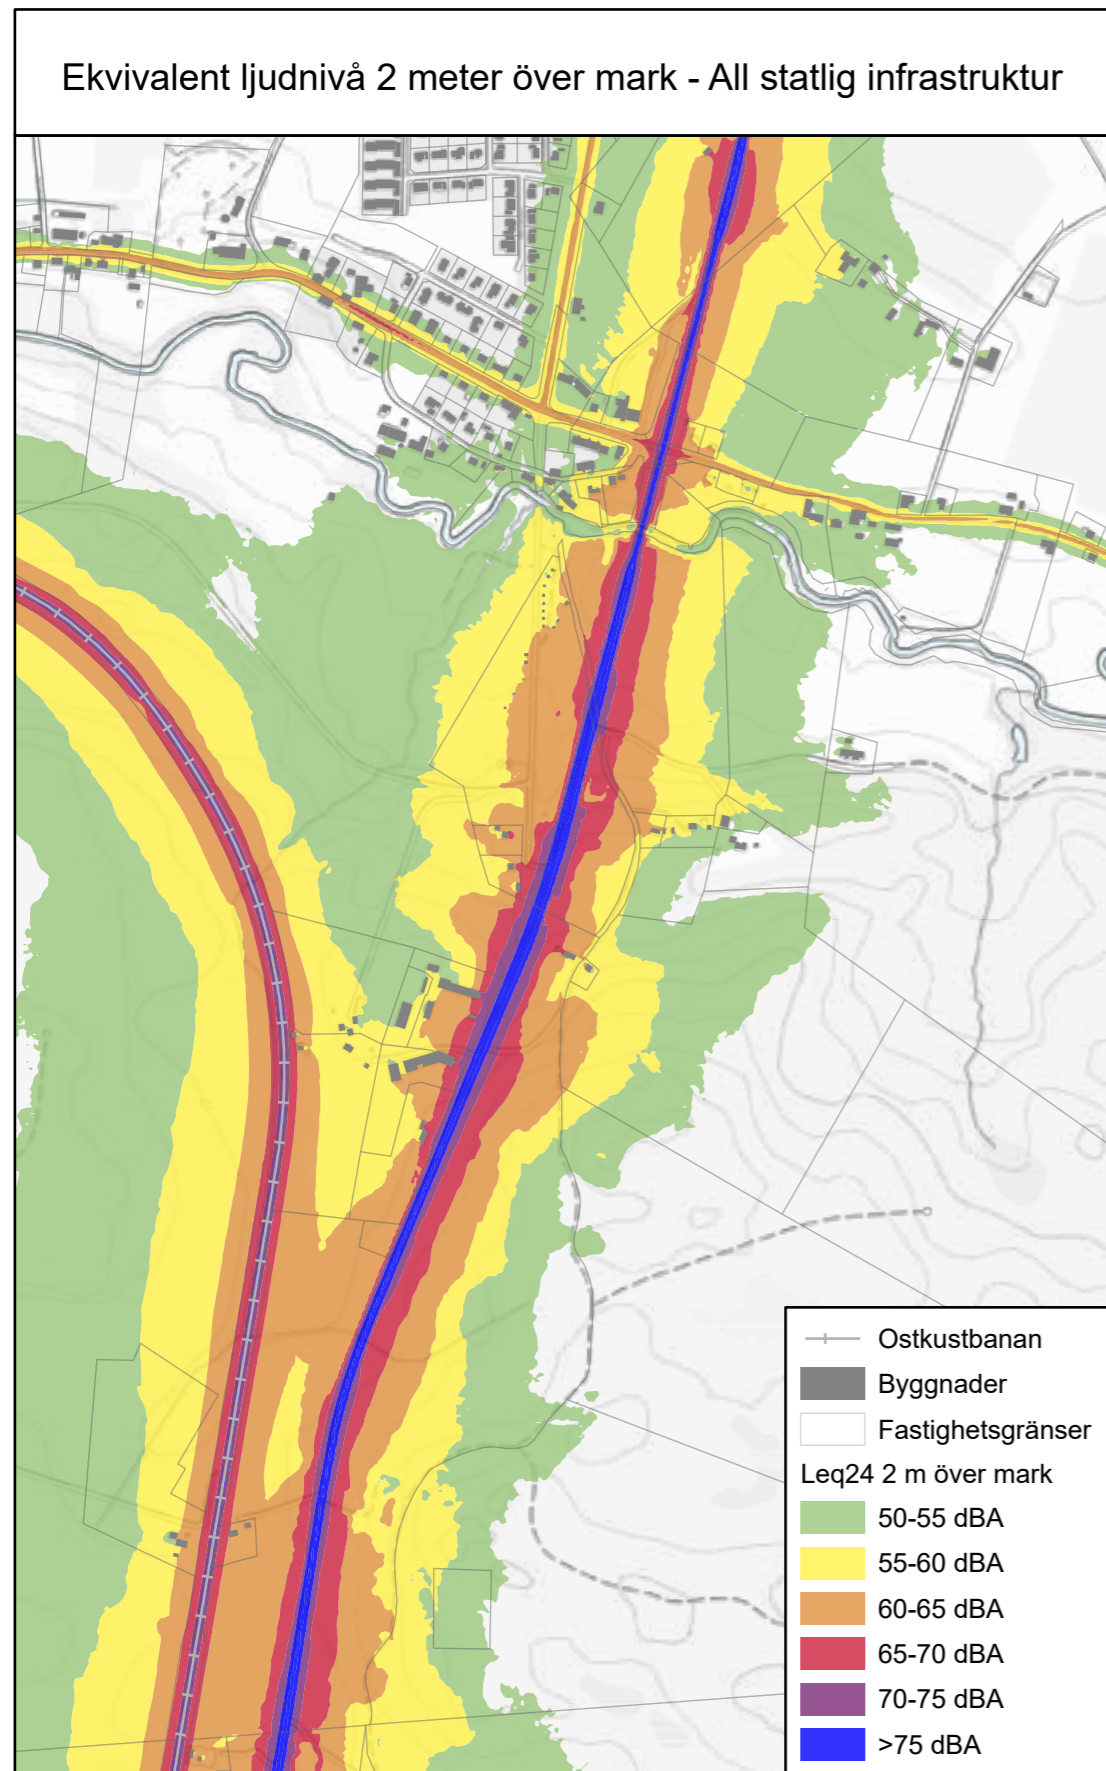 Ekvivalent ljudnivå 2 meter över mark - All statlig infrastruktur
Ostkustbanan
Byggnader
Fastighetsgränser
Leq24 2 m över mark
50-55 dBA
55-60 dBA
60-65 dBA
65-70 dBA
70-75 dBA
>75 dBA